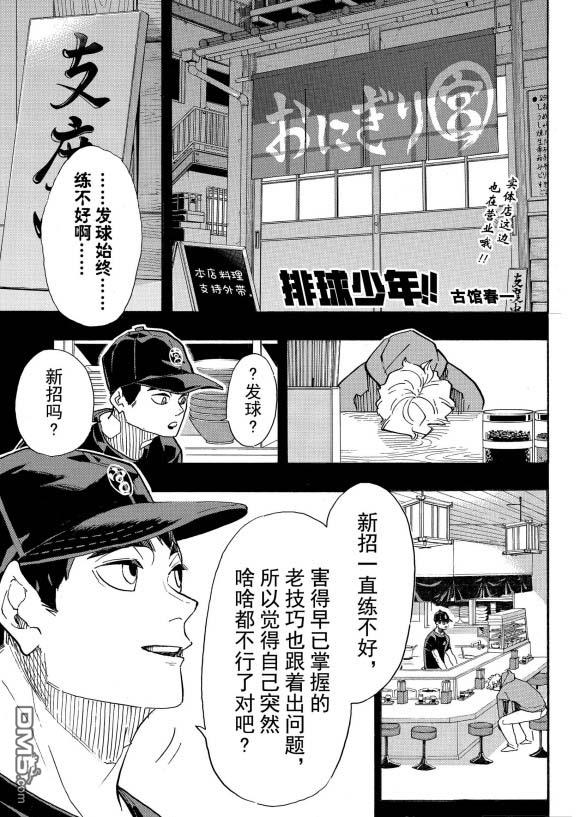 支度中
おにぎり宮
实体店这边
也在营业哦!!
……发球始终
练不好啊……
本店料理
支持外带。
排球少年!!
古馆春一
?发球?
新招吗?
新招一直练不好，
害得早已掌握的
老技巧也跟着出问题，
所以觉得自己突然
啥啥都不行了对吧?
DM5.com